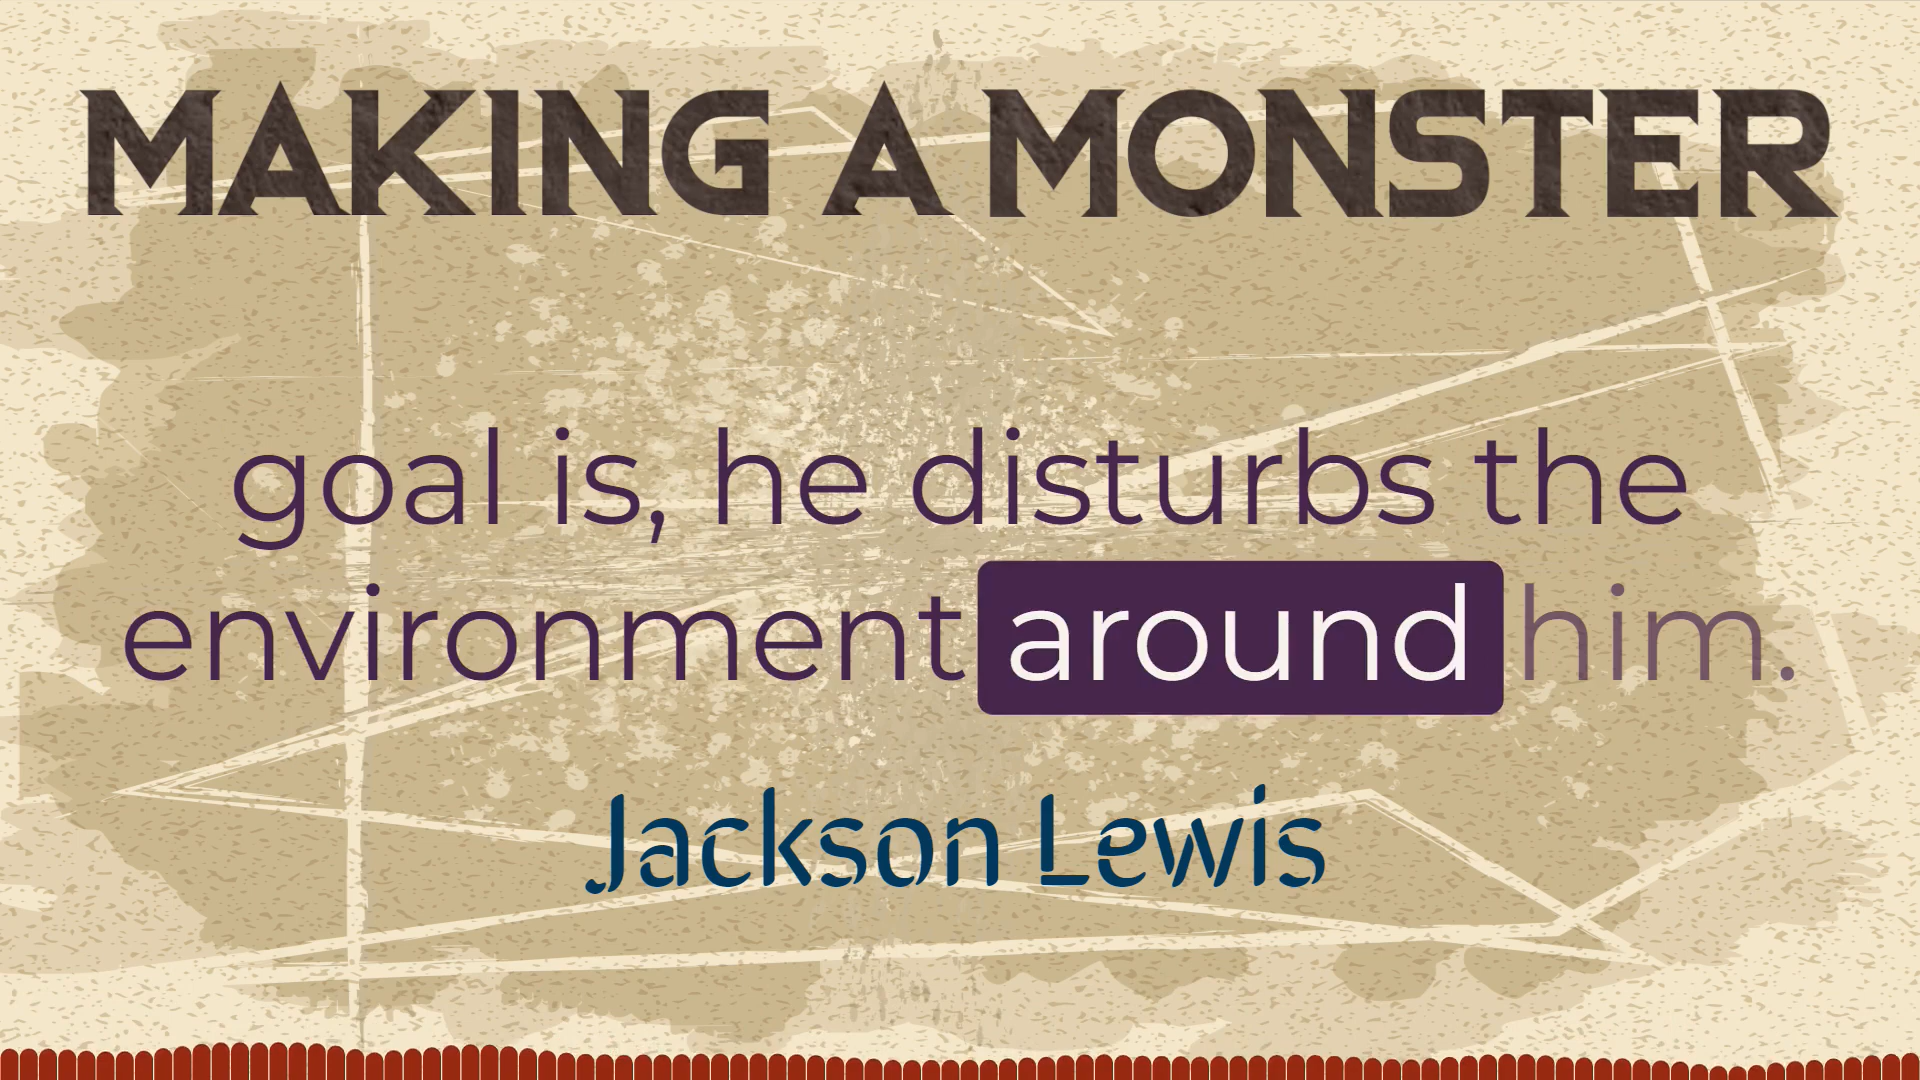 MAKING A MONSTER
goal is, he disturbs the
environment around him.
Jackson Lewis